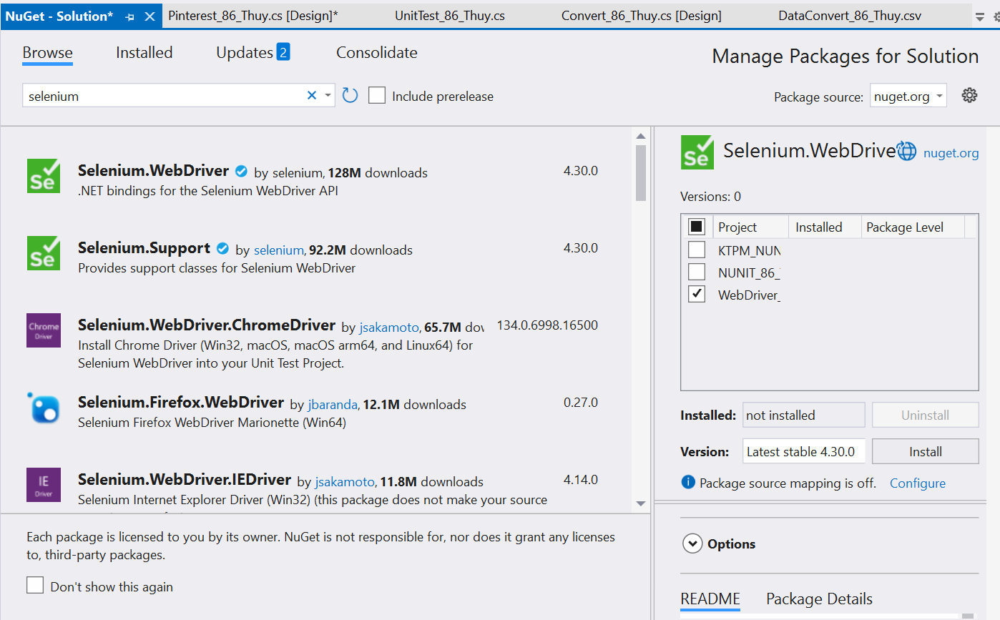 NuGet - Solution*
Pinterest_86_Thuy.cs [Design]*
UnitTest_86_Thuy.cs
Convert_86_Thuy.cs [Design]
DataConvert_86_Thuy.csv
Browse
Installed
Updates 2
Consolidate
Manage Packages for Solution
selenium
Include prerelease
Package source: nuget.org
Se
Selenium.WebDriver by selenium, 128M downloads 4.30.0
.NET bindings for the Selenium WebDriver API
Se
Selenium.Support by selenium, 92.2M downloads 4.30.0
Provides support classes for Selenium WebDriver
Chrome
Driver
Selenium.WebDriver.ChromeDriver by jsakamoto, 65.7M dov 134.0.6998.16500
Install Chrome Driver (Win32, macOS, macOS arm64, and Linux64) for
Selenium WebDriver into your Unit Test Project.
Selenium.Firefox.WebDriver by jbaranda, 12.1M downloads 0.27.0
Selenium Firefox WebDriver Marionette (Win64)
IE
Driver
Selenium.WebDriver.IEDriver by jsakamoto, 11.8M downloads 4.14.0
Selenium Internet Explorer Driver (Win32) (this package does not make your source
Each package is licensed to you by its owner. NuGet is not responsible for, nor does it grant any licenses
to, third-party packages.
Don't show this again
Se
Selenium.WebDrive nuget.org
Versions: 0
Project Installed Package Level
KTPM_NUN
NUNIT_86_
WebDriver_
Installed: not installed Uninstall
Version: Latest stable 4.30.0 Install
Package source mapping is off. Configure
Options
README Package Details